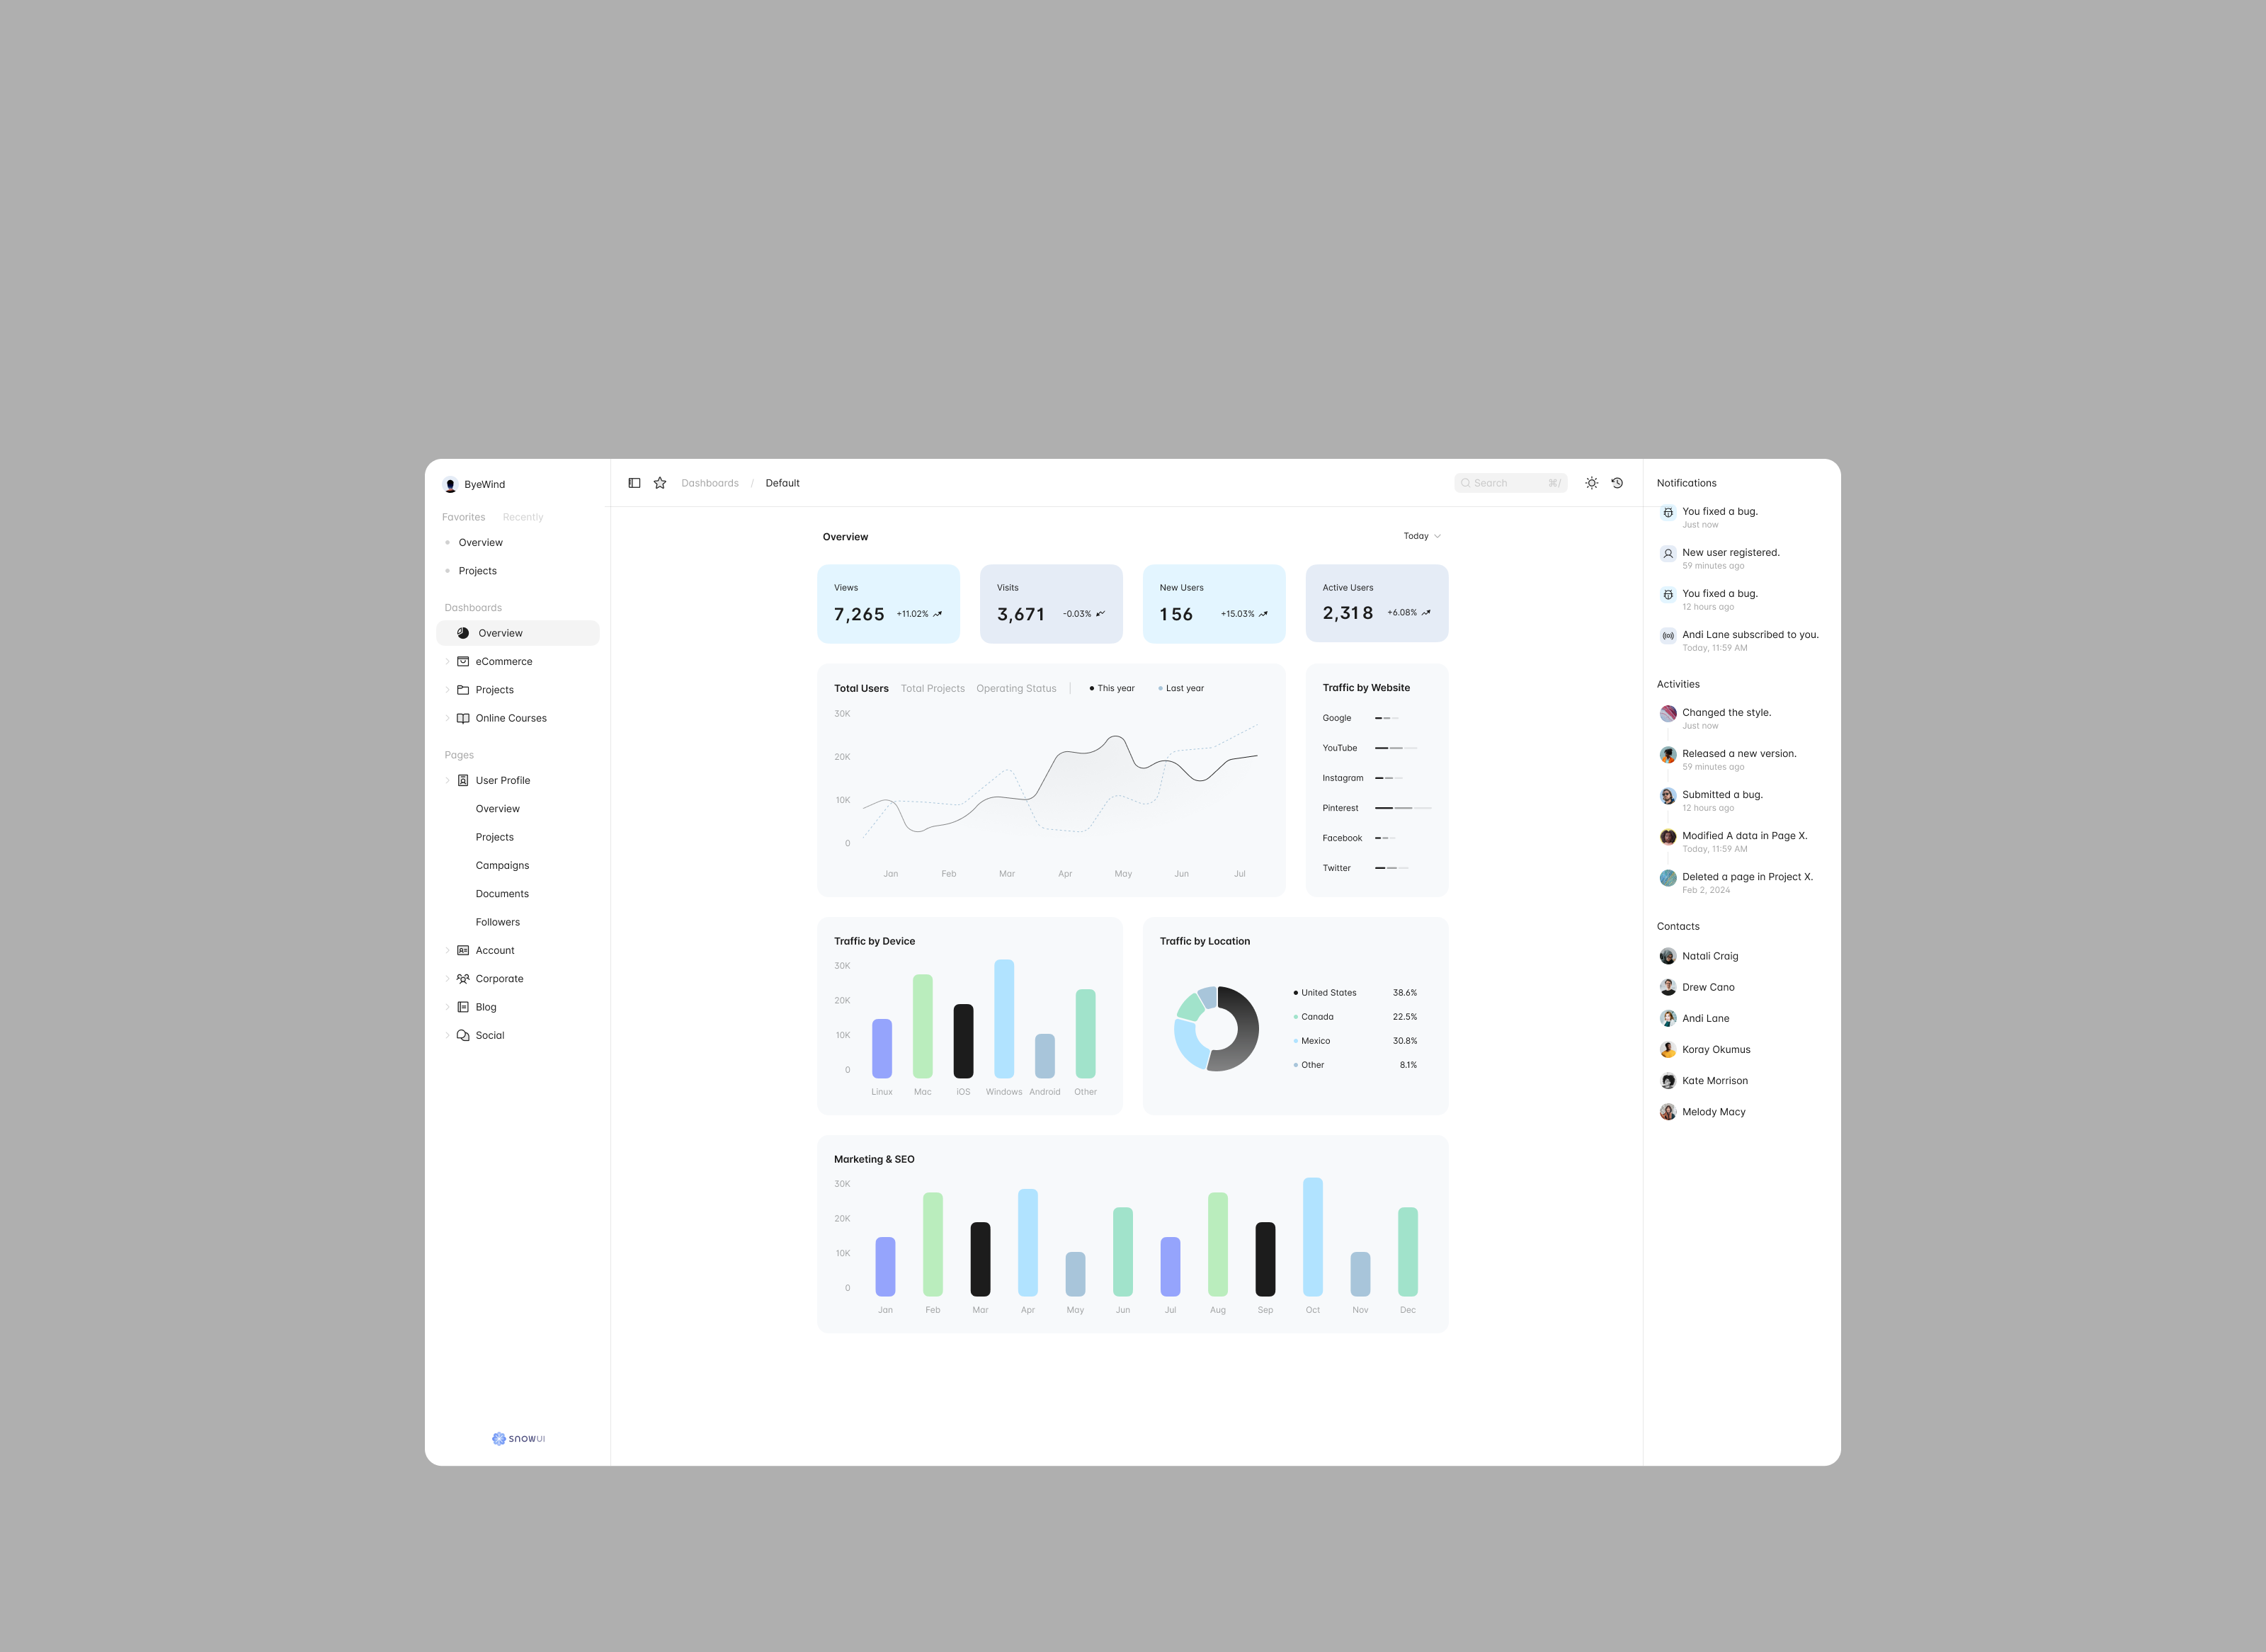 ByeWind
Favorites Recently
Overview
Projects
Dashboards
Overview
eCommerce
Projects
Online Courses
Pages
User Profile
Overview
Projects
Campaigns
Documents
Followers
Account
Corporate
Blog
Social
snowUI
Dashboards / Default
Search ⌘/
Overview
Today
Views
7,265 +11.02%
Visits
3,671 -0.03%
New Users
156 +15.03%
Active Users
2,318 +6.08%
Total Users Total Projects Operating Status This year Last year
30K
20K
10K
0
Jan Feb Mar Apr May Jun Jul
Traffic by Website
Google
YouTube
Instagram
Pinterest
Facebook
Twitter
Traffic by Device
30K
20K
10K
0
Linux Mac iOS Windows Android Other
Traffic by Location
United States 38.6%
Canada 22.5%
Mexico 30.8%
Other 8.1%
Marketing & SEO
30K
20K
10K
0
Jan Feb Mar Apr May Jun Jul Aug Sep Oct Nov Dec
Notifications
You fixed a bug.
Just now
New user registered.
59 minutes ago
You fixed a bug.
12 hours ago
Andi Lane subscribed to you.
Today, 11:59 AM
Activities
Changed the style.
Just now
Released a new version.
59 minutes ago
Submitted a bug.
12 hours ago
Modified A data in Page X.
Today, 11:59 AM
Deleted a page in Project X.
Feb 2, 2024
Contacts
Natali Craig
Drew Cano
Andi Lane
Koray Okumus
Kate Morrison
Melody Macy